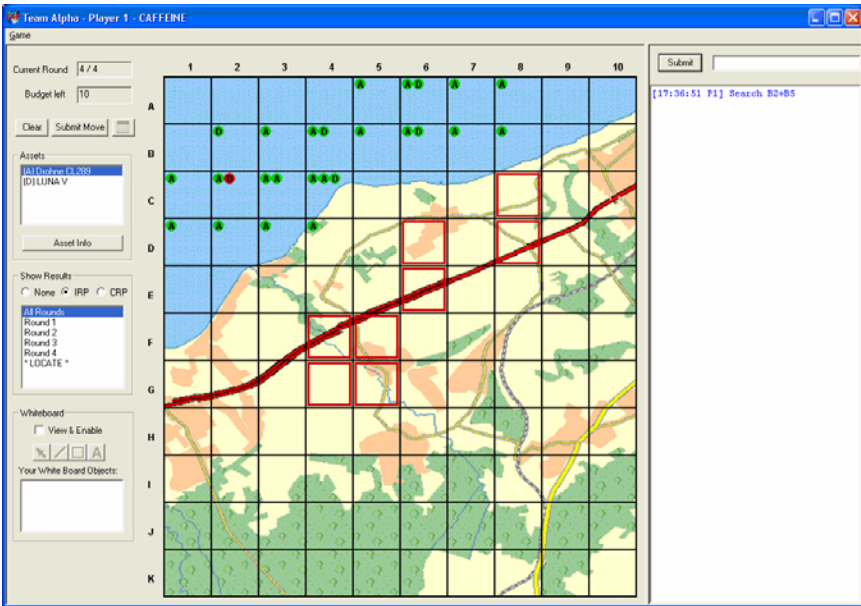 Team Alpha - Player 1 - CAFFEINE
Game
Current Round 4 / 4
Budget left 10
Clear Submit Move
Assets
(A) Drohne CL289
(D) LUNA V
Asset Info
Show Results
None IRP CRP
All Rounds
Round 1
Round 2
Round 3
Round 4
* LOCATE *
Whiteboard
View & Enable
A
Your White Board Objects:
1 2 3 4 5 6 7 8 9 10
A A A D A A
B D A A D A A D A A
C A A D A A A A D
D A A A A
E
F
G
H
I
J
K
Submit
[17:36:51 P1] Search B2+B5